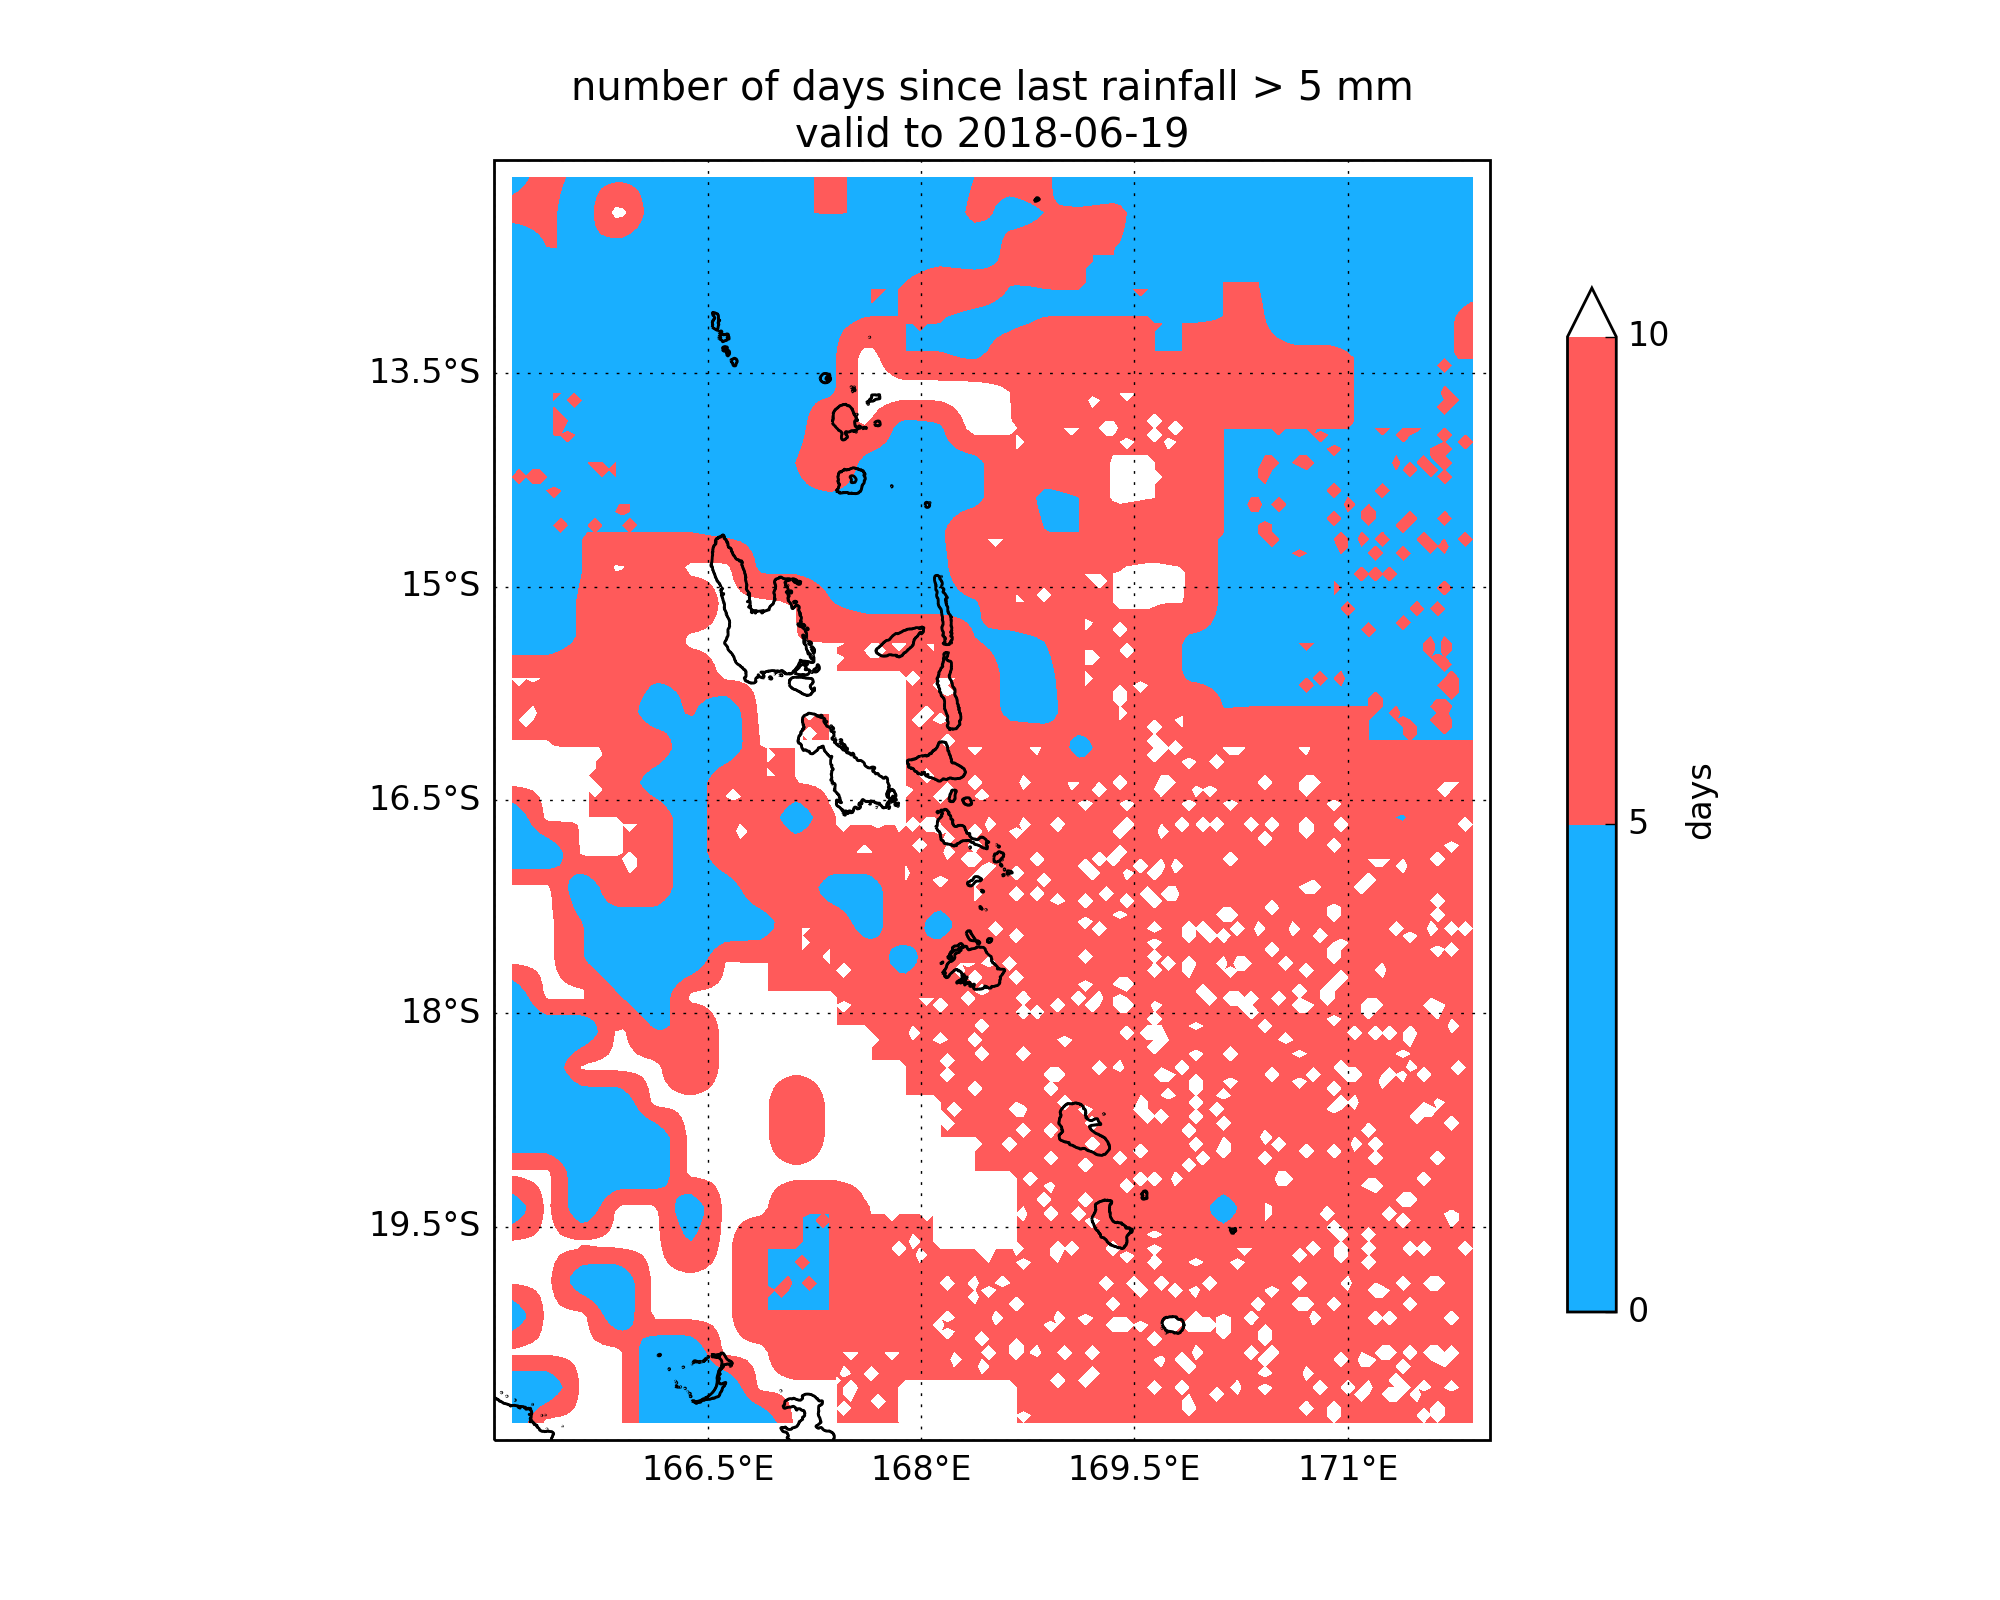 number of days since last rainfall > 5 mm
valid to 2018-06-19
13.5°S
15°S
16.5°S
18°S
19.5°S
166.5°E
168°E
169.5°E
171°E
10
5
0
days